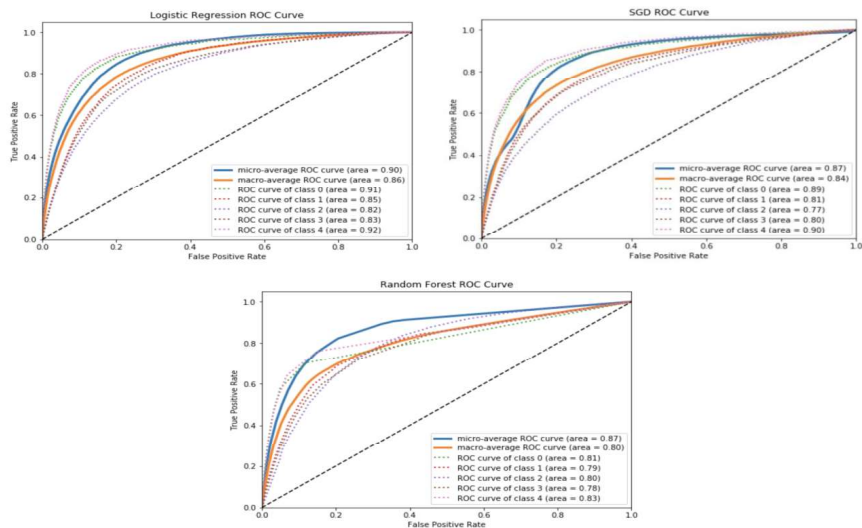 Logistic Regression ROC Curve
1.0
0.8
0.6
0.4
0.2
0.0
True Positive Rate
micro-average ROC curve (area = 0.90)
macro-average ROC curve (area = 0.86)
ROC curve of class 0 (area = 0.91)
ROC curve of class 1 (area = 0.85)
ROC curve of class 2 (area = 0.82)
ROC curve of class 3 (area = 0.83)
ROC curve of class 4 (area = 0.92)
0.0 0.2 0.4 0.6 0.8 1.0
False Positive Rate
SGD ROC Curve
1.0
0.8
0.6
0.4
0.2
0.0
True Positive Rate
micro-average ROC curve (area = 0.87)
macro-average ROC curve (area = 0.84)
ROC curve of class 0 (area = 0.89)
ROC curve of class 1 (area = 0.81)
ROC curve of class 2 (area = 0.77)
ROC curve of class 3 (area = 0.80)
ROC curve of class 4 (area = 0.90)
0.0 0.2 0.4 0.6 0.8 1.0
False Positive Rate
Random Forest ROC Curve
1.0
0.8
0.6
0.4
0.2
0.0
True Positive Rate
micro-average ROC curve (area = 0.87)
macro-average ROC curve (area = 0.80)
ROC curve of class 0 (area = 0.81)
ROC curve of class 1 (area = 0.79)
ROC curve of class 2 (area = 0.80)
ROC curve of class 3 (area = 0.78)
ROC curve of class 4 (area = 0.83)
0.0 0.2 0.4 0.6 0.8 1.0
False Positive Rate